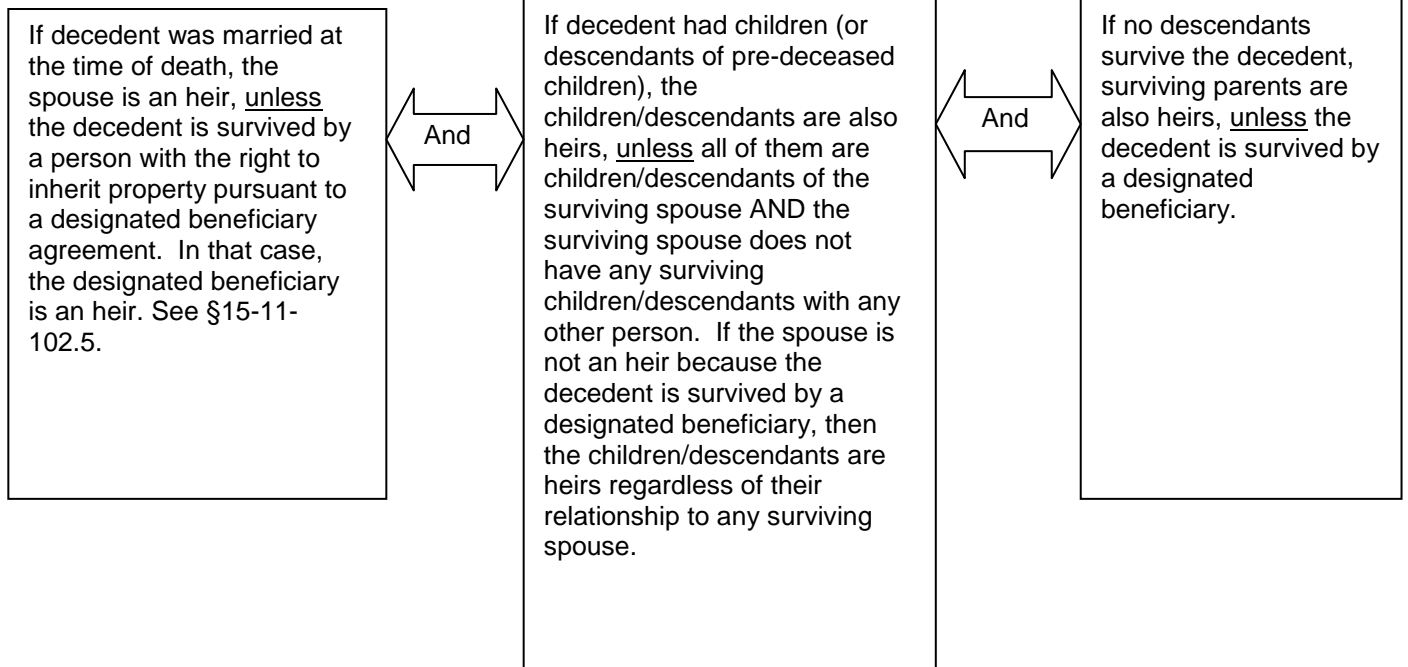 If decedent was married at
the time of death, the
spouse is an heir, unless
the decedent is survived by
a person with the right to
inherit property pursuant to
a designated beneficiary
agreement.  In that case,
the designated beneficiary
is an heir. See §15-11-
102.5.
And
If decedent had children (or
descendants of pre-deceased
children), the
children/descendants are also
heirs, unless all of them are
children/descendants of the
surviving spouse AND the
surviving spouse does not
have any surviving
children/descendants with any
other person.  If the spouse is
not an heir because the
decedent is survived by a
designated beneficiary, then
the children/descendants are
heirs regardless of their
relationship to any surviving
spouse.
And
If no descendants
survive the decedent,
surviving parents are
also heirs, unless the
decedent is survived by
a designated
beneficiary.